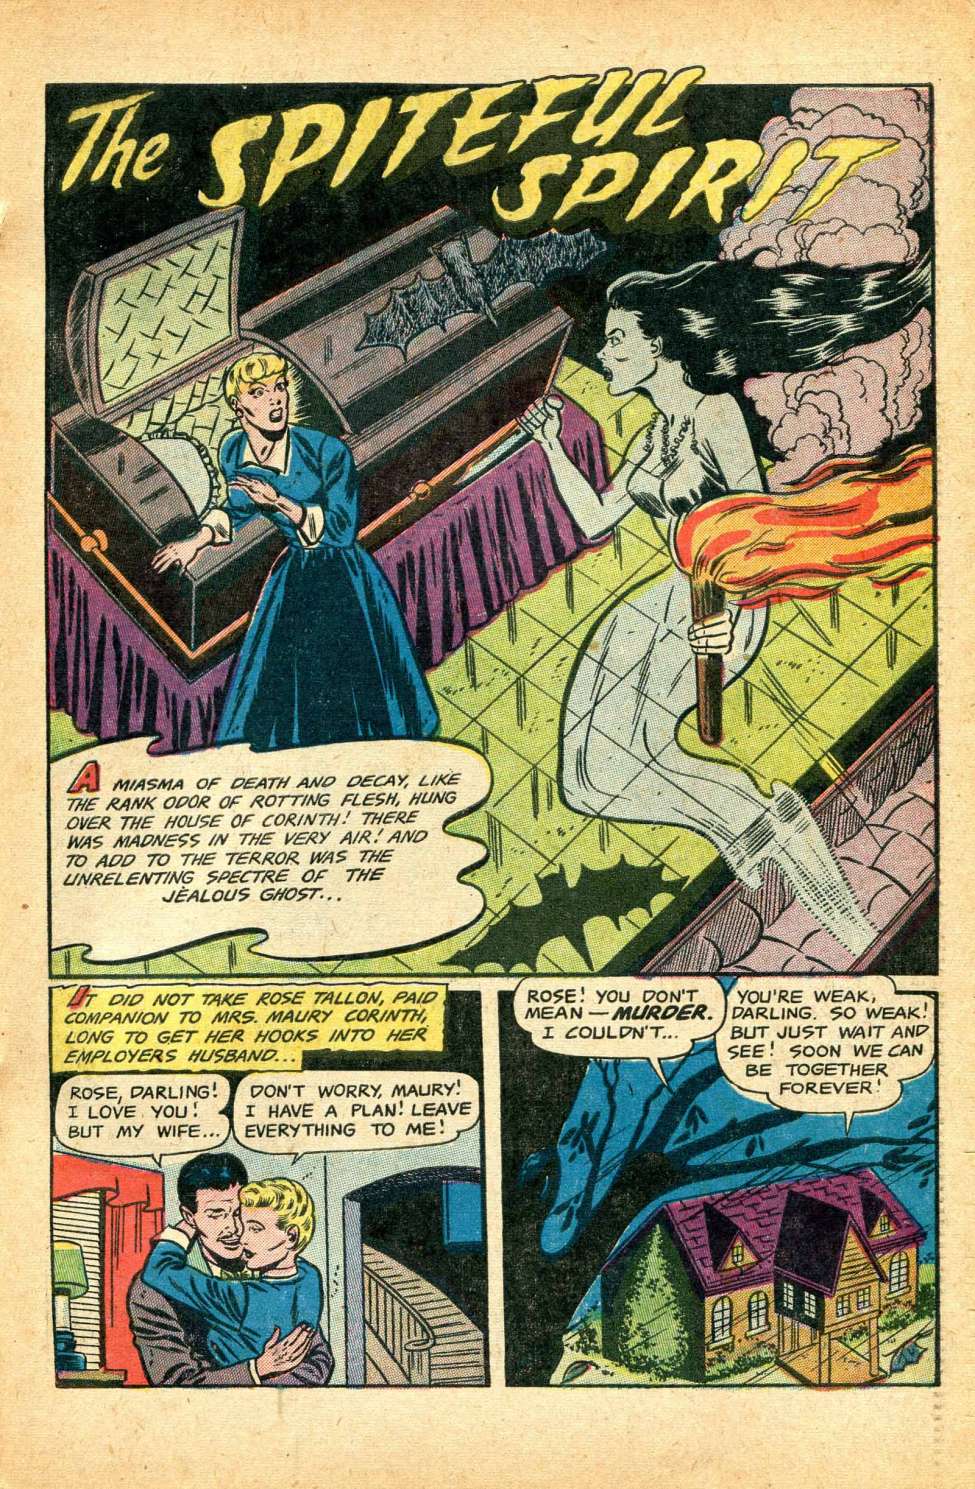 The SPITEFUL
SPIRIT
A MIASMA OF DEATH AND DECAY, LIKE
THE RANK ODOR OF ROTTING FLESH, HUNG
OVER THE HOUSE OF CORINTH! THERE
WAS MADNESS IN THE VERY AIR! AND
TO ADD TO THE TERROR WAS THE
UNRELENTING SPECTRE OF THE
JEALOUS GHOST...
IT DID NOT TAKE ROSE TALLON, PAID
COMPANION TO MRS. MAURY CORINTH,
LONG TO GET HER HOOKS INTO HER
EMPLOYERS HUSBAND...
ROSE, DARLING!
I LOVE YOU!
BUT MY WIFE...
DON'T WORRY, MAURY!
I HAVE A PLAN! LEAVE
EVERYTHING TO ME!
ROSE! YOU DON'T
MEAN — MURDER.
I COULDN'T...
YOU'RE WEAK,
DARLING. SO WEAK!
BUT JUST WAIT AND
SEE! SOON WE CAN
BE TOGETHER
FOREVER!